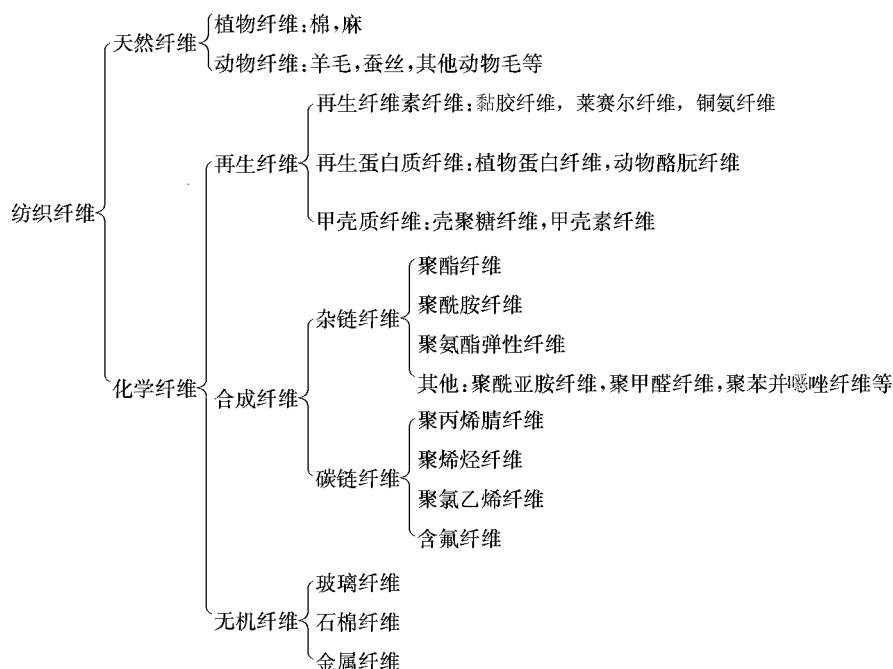 植物纤维:棉,麻
天然纤维
动物纤维:羊毛,蚕丝,其他动物毛等
再生纤维素纤维:黏胶纤维,莱赛尔纤维,铜氨纤维
再生纤维
再生蛋白质纤维:植物蛋白纤维,动物酪朊纤维
纺织纤维
甲壳质纤维:壳聚糖纤维,甲壳素纤维
聚酯纤维
聚酰胺纤维
杂链纤维
聚氨酯弹性纤维
化学纤维
其他:聚酰亚胺纤维,聚甲醛纤维,聚苯并噁唑纤维等
合成纤维
聚丙烯腈纤维
聚烯烃纤维
碳链纤维
聚氯乙烯纤维
含氟纤维
玻璃纤维
无机纤维
石棉纤维
金属纤维